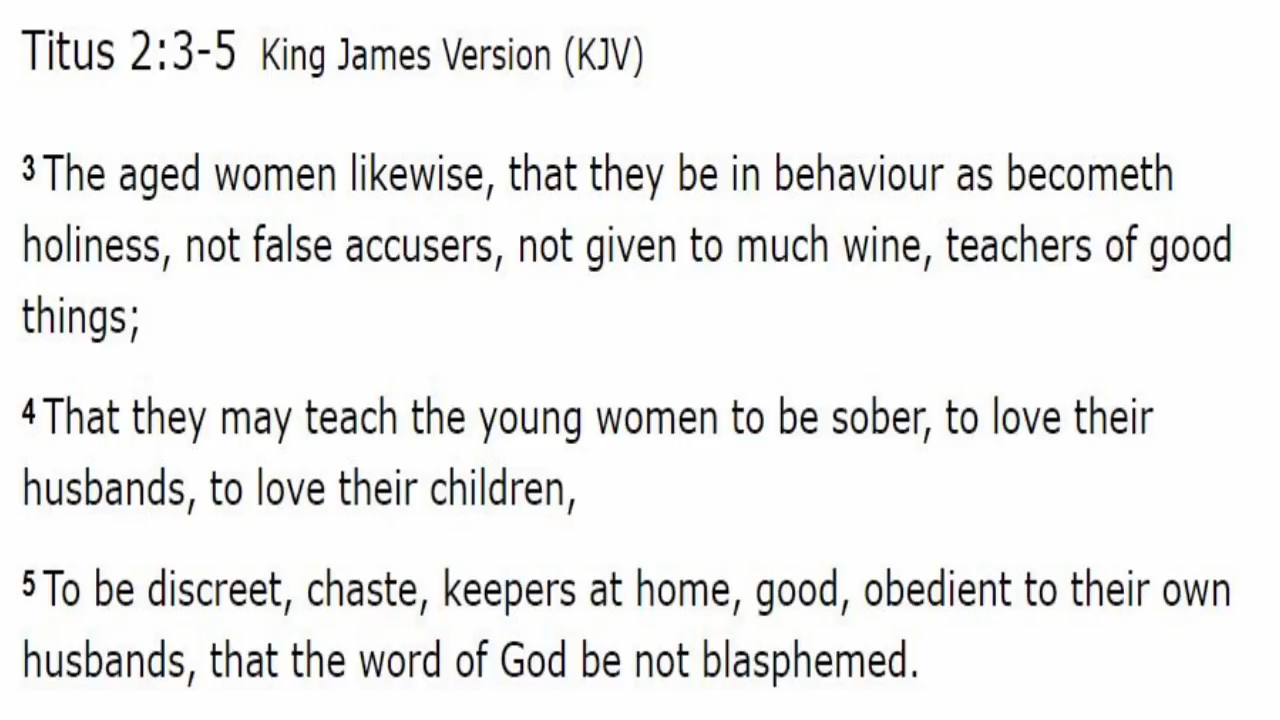 Titus 2:3-5 King James Version (KJV)
3 The aged women likewise, that they be in behaviour as becometh
holiness, not false accusers, not given to much wine, teachers of good
things;
4 That they may teach the young women to be sober, to love their
husbands, to love their children,
5 To be discreet, chaste, keepers at home, good, obedient to their own
husbands, that the word of God be not blasphemed.